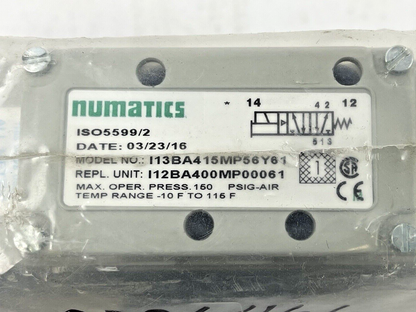 numatics
ISO5599/2
DATE: 03/23/16
MODEL NO.: I13BA415MP56Y61
REPL. UNIT: I12BA400MP00061
MAX. OPER. PRESS.150 PSIG-AIR
TEMP RANGE -10 F TO 115 F
* 14 4 2 12
5 1 3
1
CE